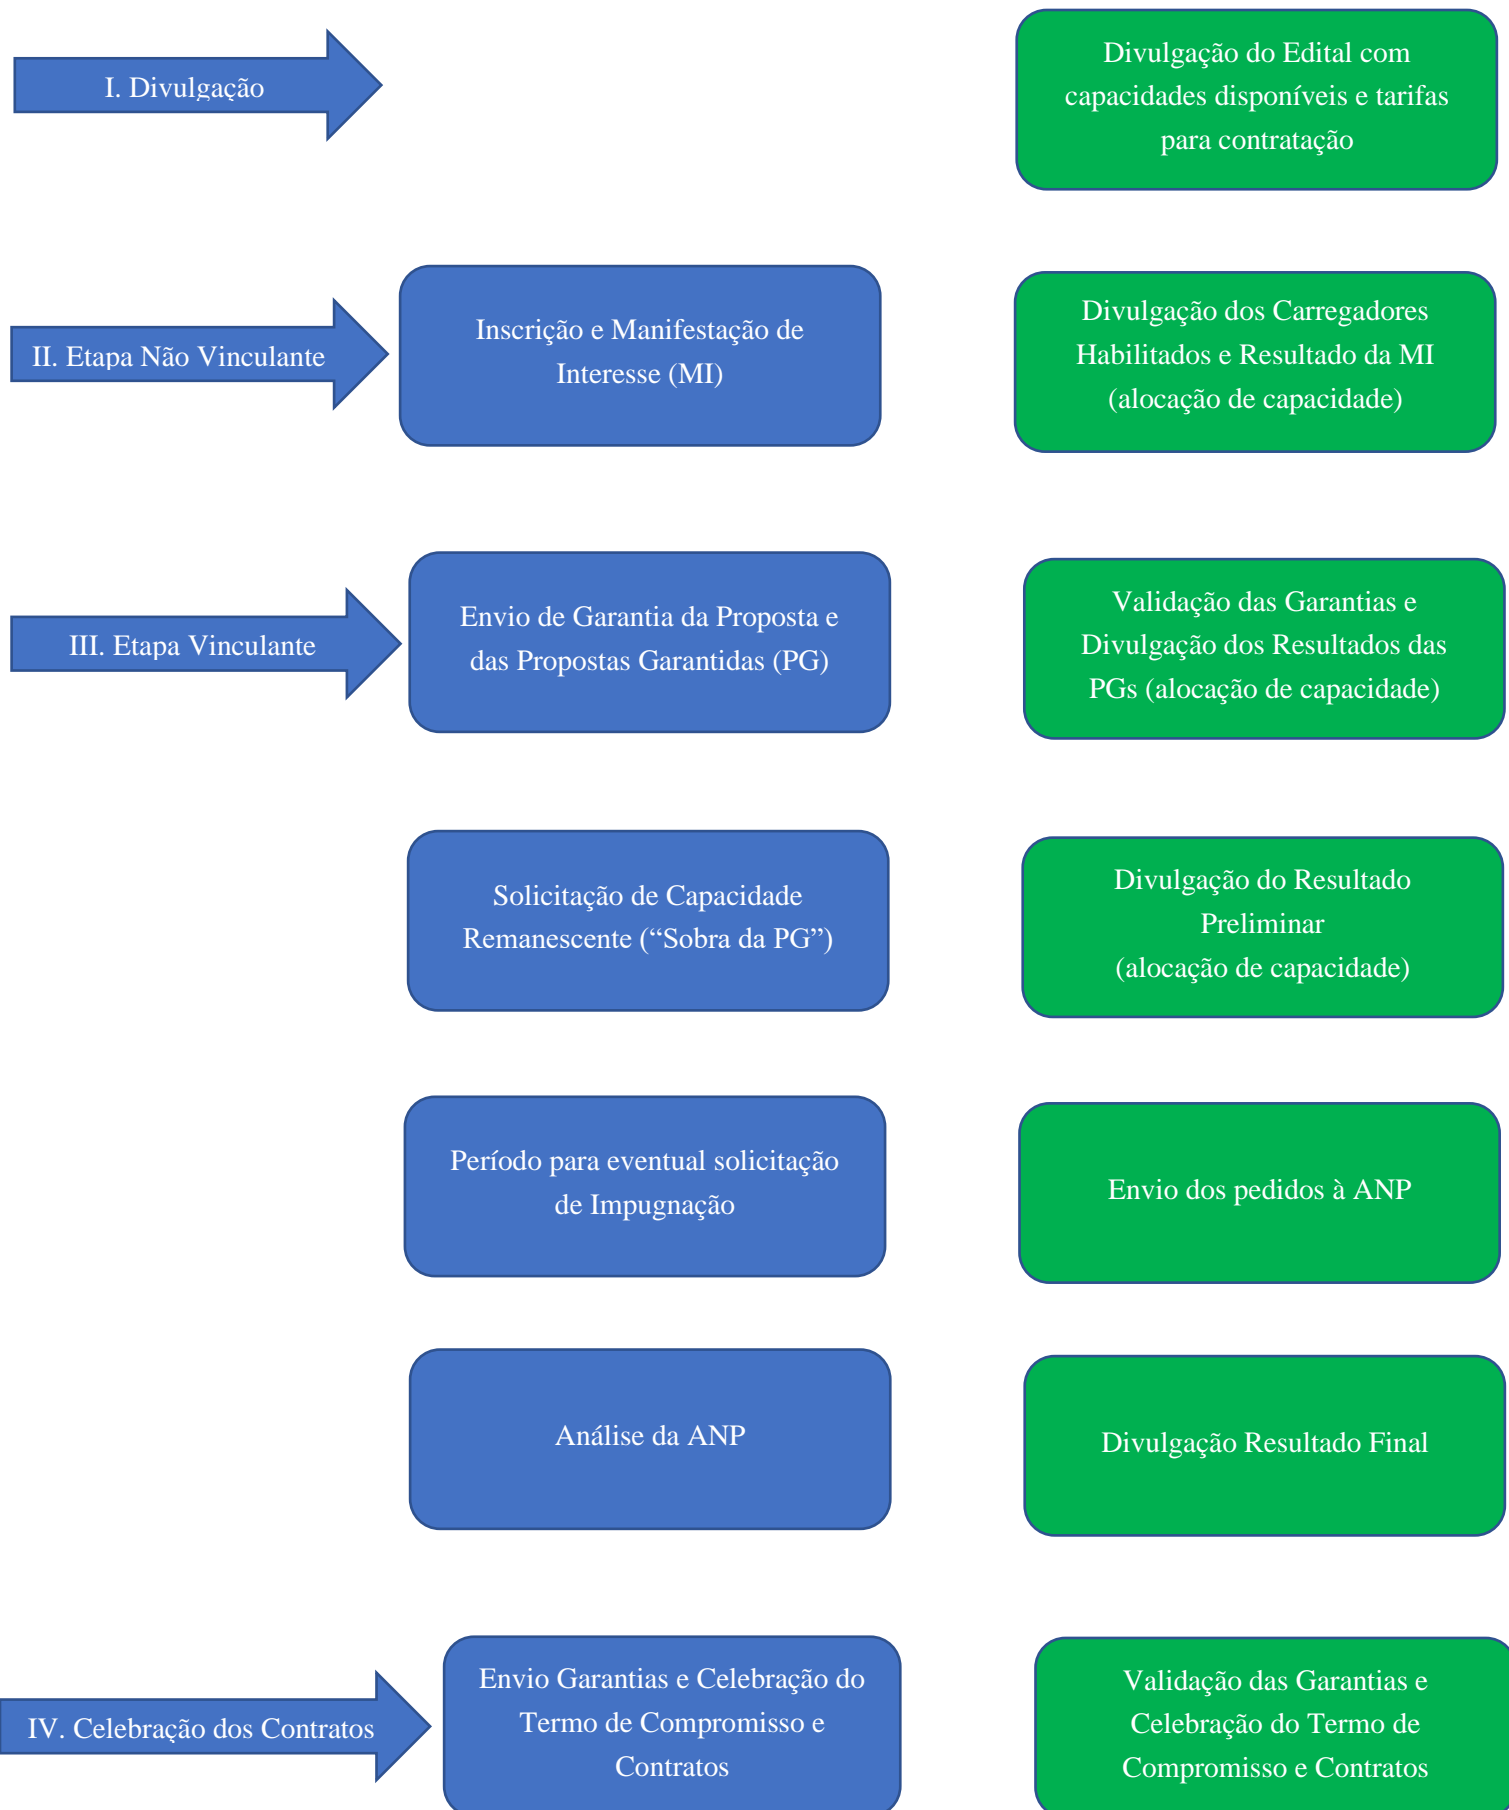 I. Divulgação
Divulgação do Edital com
capacidades disponíveis e tarifas
para contratação
II. Etapa Não Vinculante
Inscrição e Manifestação de
Interesse (MI)
Divulgação dos Carregadores
Habilitados e Resultado da MI
(alocação de capacidade)
III. Etapa Vinculante
Envio de Garantia da Proposta e
das Propostas Garantidas (PG)
Validação das Garantias e
Divulgação dos Resultados das
PGs (alocação de capacidade)
Solicitação de Capacidade
Remanescente (“Sobra da PG”)
Divulgação do Resultado
Preliminar
(alocação de capacidade)
Período para eventual solicitação
de Impugnação
Envio dos pedidos à ANP
Análise da ANP
Divulgação Resultado Final
IV. Celebração dos Contratos
Envio Garantias e Celebração do
Termo de Compromisso e
Contratos
Validação das Garantias e
Celebração do Termo de
Compromisso e Contratos